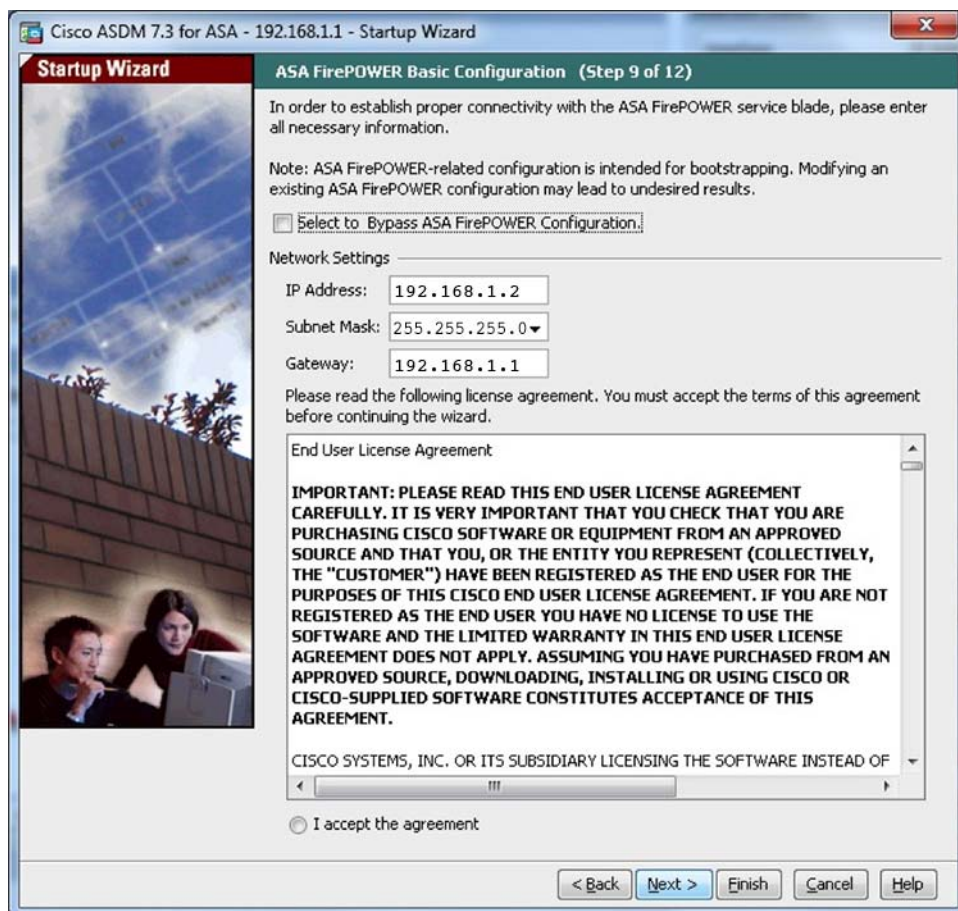 Cisco ASDM 7.3 for ASA - 192.168.1.1 - Startup Wizard
Startup Wizard
ASA FirePOWER Basic Configuration (Step 9 of 12)
In order to establish proper connectivity with the ASA FirePOWER service blade, please enter
all necessary information.
Note: ASA FirePOWER-related configuration is intended for bootstrapping. Modifying an
existing ASA FirePOWER configuration may lead to undesired results.
Select to Bypass ASA FirePOWER Configuration.
Network Settings
IP Address: 192.168.1.2
Subnet Mask: 255.255.255.0
Gateway: 192.168.1.1
Please read the following license agreement. You must accept the terms of this agreement
before continuing the wizard.
End User License Agreement
IMPORTANT: PLEASE READ THIS END USER LICENSE AGREEMENT
CAREFULLY. IT IS VERY IMPORTANT THAT YOU CHECK THAT YOU ARE
PURCHASING CISCO SOFTWARE OR EQUIPMENT FROM AN APPROVED
SOURCE AND THAT YOU, OR THE ENTITY YOU REPRESENT (COLLECTIVELY,
THE "CUSTOMER") HAVE BEEN REGISTERED AS THE END USER FOR THE
PURPOSES OF THIS CISCO END USER LICENSE AGREEMENT. IF YOU ARE NOT
REGISTERED AS THE END USER YOU HAVE NO LICENSE TO USE THE
SOFTWARE AND THE LIMITED WARRANTY IN THIS END USER LICENSE
AGREEMENT DOES NOT APPLY. ASSUMING YOU HAVE PURCHASED FROM AN
APPROVED SOURCE, DOWNLOADING, INSTALLING OR USING CISCO OR
CISCO-SUPPLIED SOFTWARE CONSTITUTES ACCEPTANCE OF THIS
AGREEMENT.
CISCO SYSTEMS, INC. OR ITS SUBSIDIARY LICENSING THE SOFTWARE INSTEAD OF
I accept the agreement
< Back Next > Finish Cancel Help